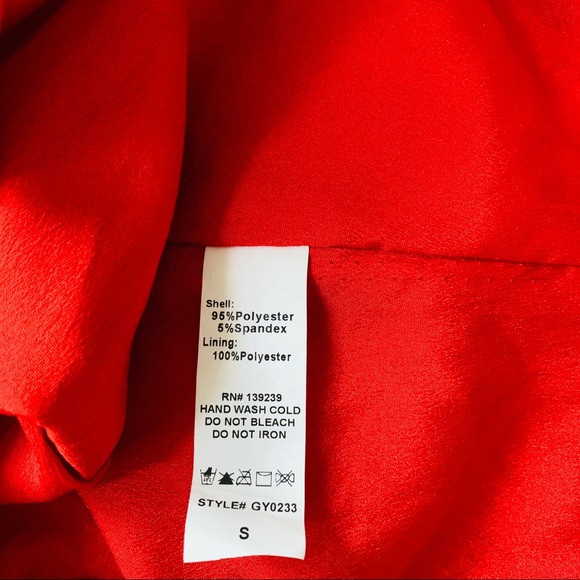 Shell:
95%Polyester
5%Spandex
Lining:
100%Polyester
RN# 139239
HAND WASH COLD
DO NOT BLEACH
DO NOT IRON
STYLE# GY0233
S